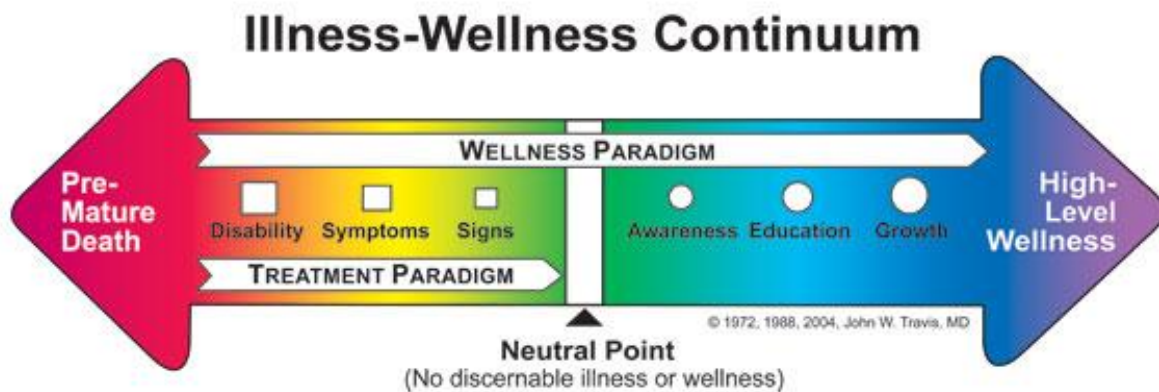 Illness-Wellness Continuum
WELLNESS PARADIGM
Pre-
Mature
Death
Disability Symptoms Signs
Awareness Education Growth
High-
Level
Wellness
TREATMENT PARADIGM
© 1972, 1988, 2004, John W. Travis, MD
Neutral Point
(No discernable illness or wellness)